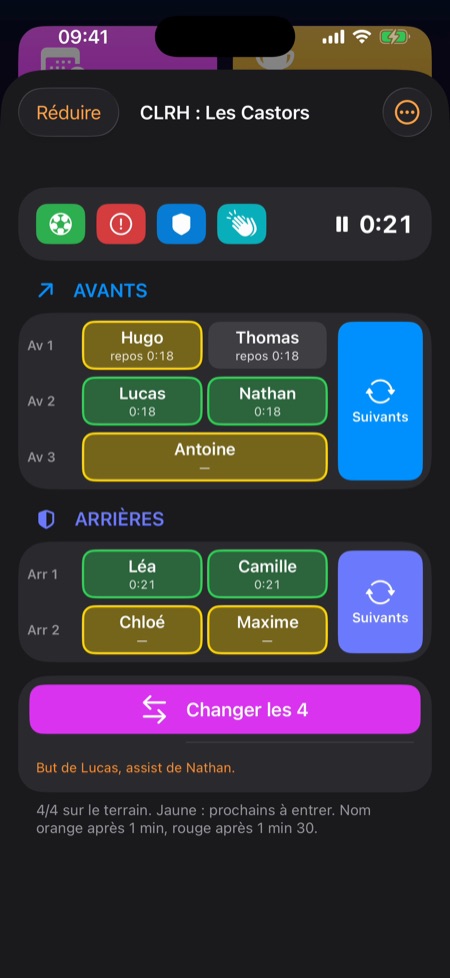 09:41
Réduire
CLRH : Les Castors
0:21
AVANTS
Av 1
Hugo
repos 0:18
Thomas
repos 0:18
Av 2
Lucas
0:18
Nathan
0:18
Av 3
Antoine
—
Suivants
ARRIÈRES
Arr 1
Léa
0:21
Camille
0:21
Arr 2
Chloé
—
Maxime
—
Suivants
Changer les 4
But de Lucas, assist de Nathan.
4/4 sur le terrain. Jaune : prochains à entrer. Nom
orange après 1 min, rouge après 1 min 30.